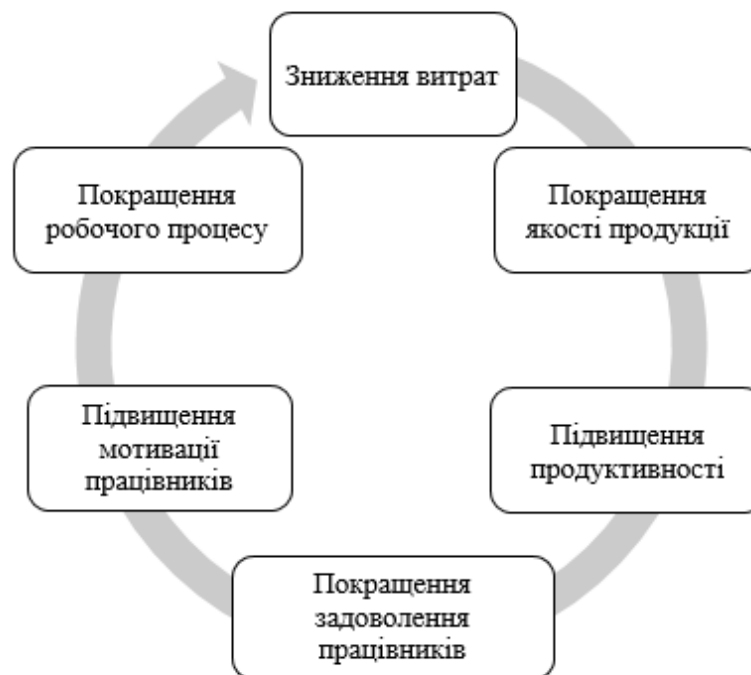 Зниження витрат
Покращення
якості продукції
Підвищення
продуктивності
Покращення
задоволення
працівників
Підвищення
мотивації
працівників
Покращення
робочого процесу